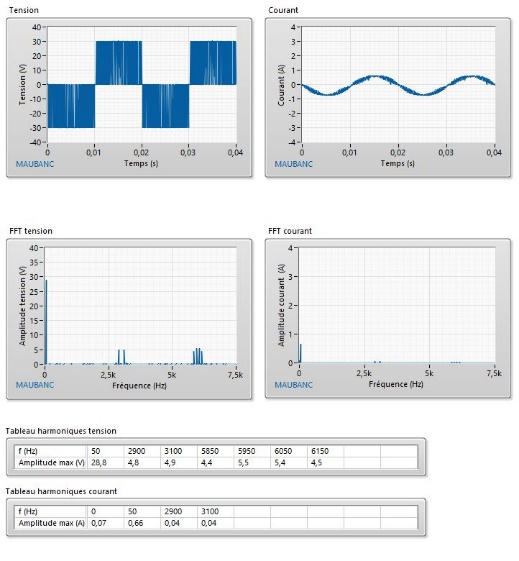 Tension
40
30
20
10
0
-10
-20
-30
-40
Tension (V)
0
0,01
0,02
0,03
0,04
Temps (s)
MAUBANC
Courant
4
3
2
1
0
-1
-2
-3
-4
Courant (A)
0
0,01
0,02
0,03
0,04
Temps (s)
MAUBANC
FFT tension
40
35
30
25
20
15
10
5
0
Amplitude tension (V)
0
2,5k
5k
7,5k
Fréquence (Hz)
MAUBANC
FFT courant
4
3
2
1
0
Amplitude courant (A)
0
2,5k
5k
7,5k
Fréquence (Hz)
MAUBANC
Tableau harmoniques tension
f (Hz) 50 2900 3100 5850 5950 6050 6150
Amplitude max (V) 28,8 4,8 4,9 4,4 5,5 5,4 4,5
Tableau harmoniques courant
f (Hz) 0 50 2900 3100
Amplitude max (A) 0,07 0,66 0,04 0,04